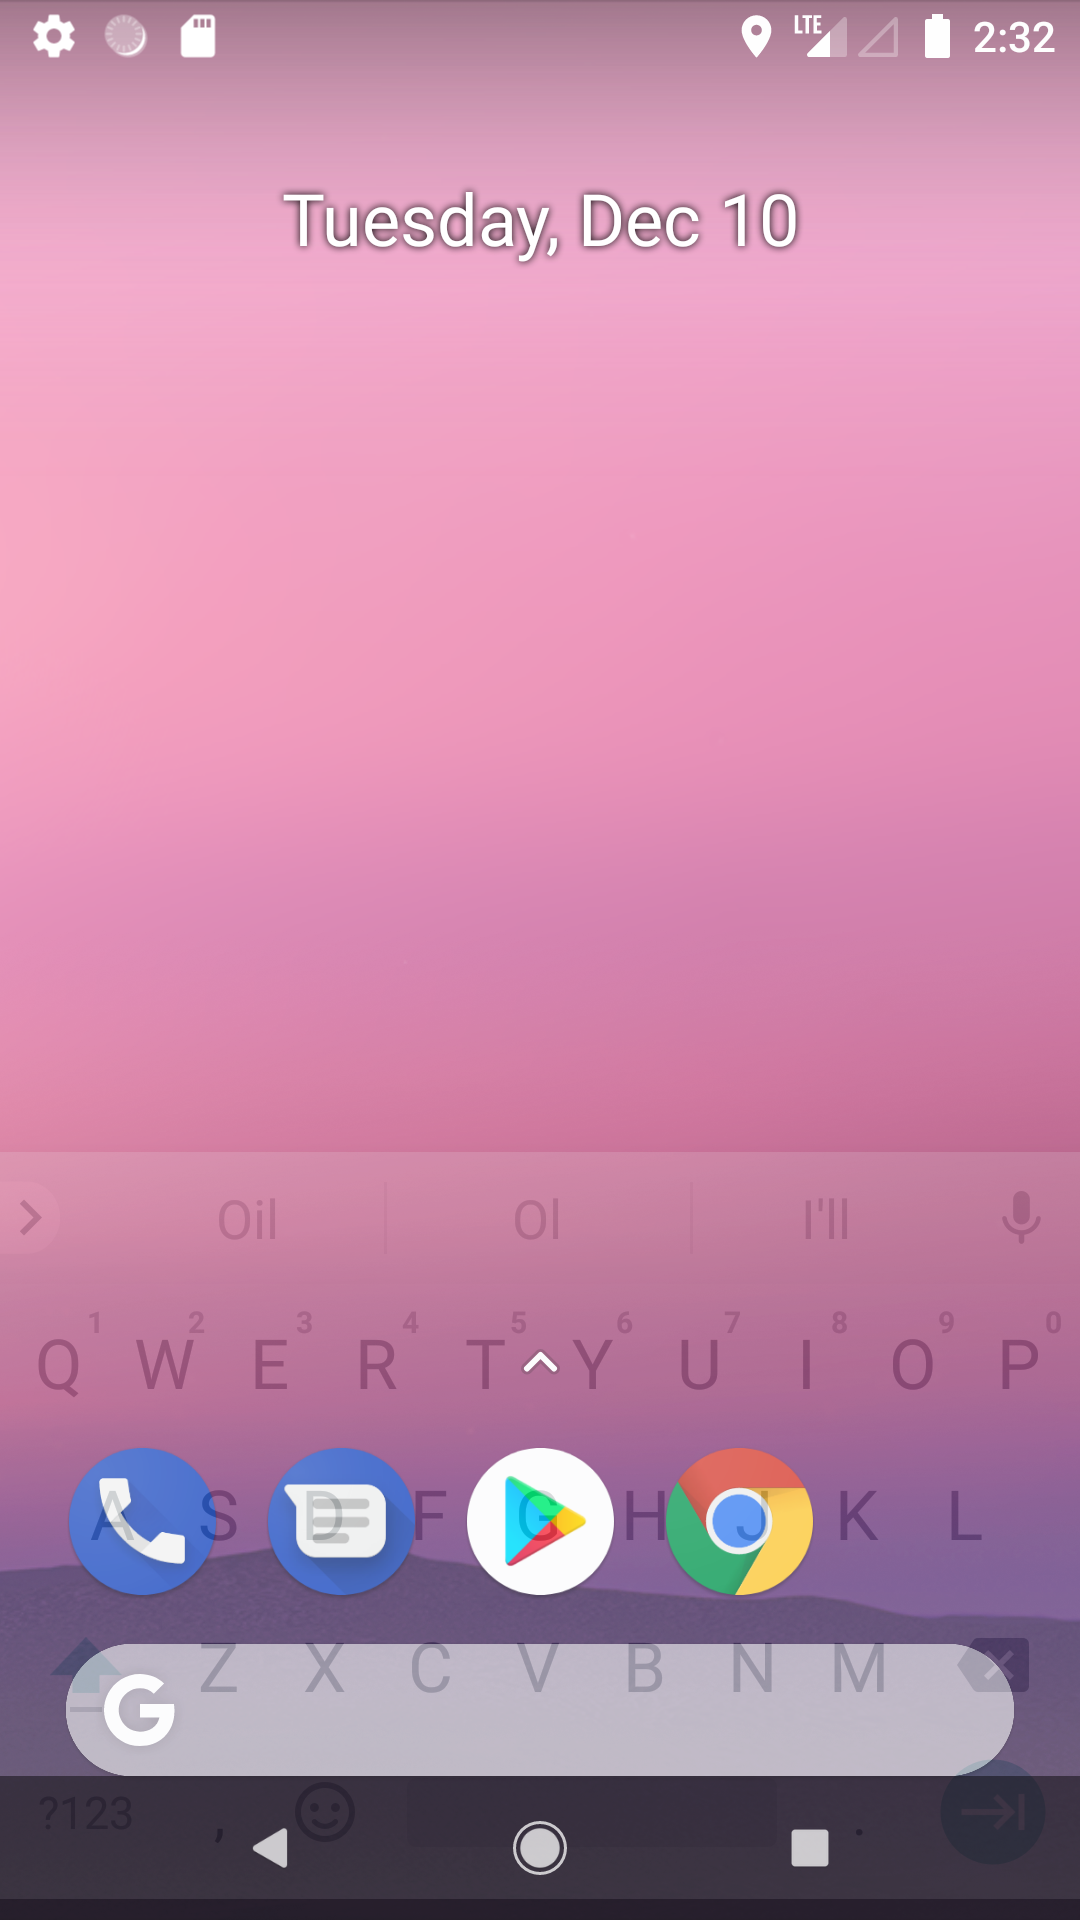 LTE 2:32
Tuesday, Dec 10
Oil Ol I'll
1 2 3 4 5 6 7 8 9 0
Q W E R T Y U I O P
A S D F G H J K L
Z X C V B N M
G
?123 , .